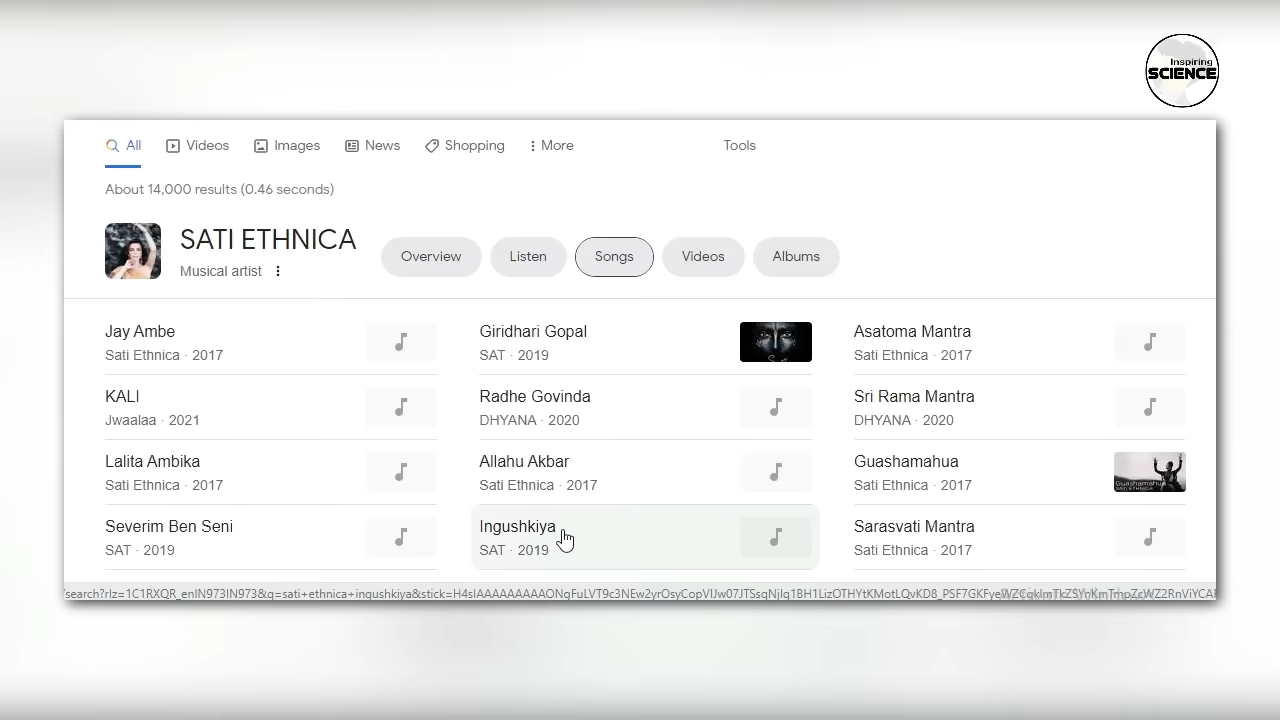 Inspiring
SCIENCE
All Videos Images News Shopping More Tools
About 14,000 results (0.46 seconds)
SATI ETHNICA
Musical artist
Overview Listen Songs Videos Albums
Jay Ambe
Sati Ethnica · 2017
Giridhari Gopal
SAT · 2019
Asatoma Mantra
Sati Ethnica · 2017
KALI
Jwaalaa · 2021
Radhe Govinda
DHYANA · 2020
Sri Rama Mantra
DHYANA · 2020
Lalita Ambika
Sati Ethnica · 2017
Allahu Akbar
Sati Ethnica · 2017
Guashamahua
Sati Ethnica · 2017
Guashamahua
SATI ETHNICA
Severim Ben Seni
SAT · 2019
Ingushkiya
SAT · 2019
Sarasvati Mantra
Sati Ethnica · 2017